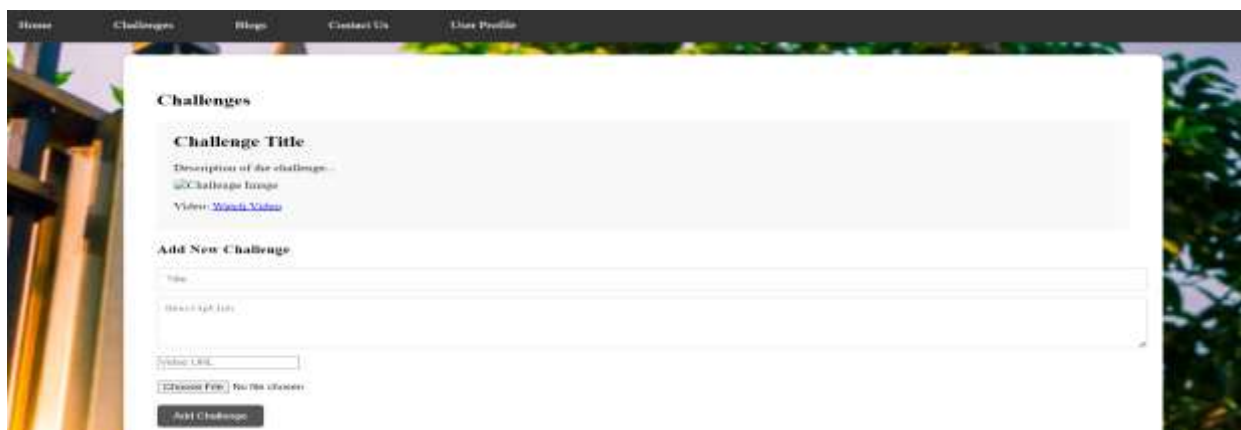 Home Challenges Blogs Contact Us User Profile
Challenges
Challenge Title
Description of the challenge...
Challenge Image
Video: Watch Video
Add New Challenge
Title
Description
Video URL
Choose File No file chosen
Add Challenge